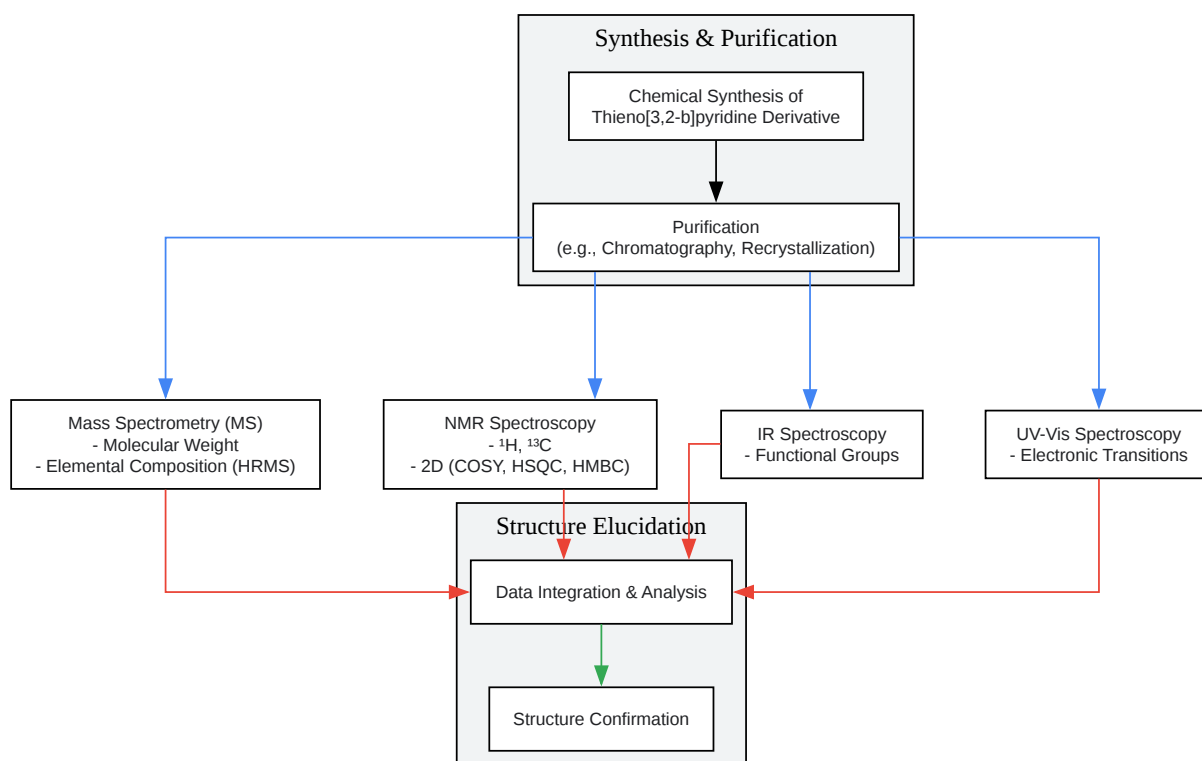 Synthesis & Purification
Chemical Synthesis of
Thieno[3,2-b]pyridine Derivative
Purification
(e.g., Chromatography, Recrystallization)
Mass Spectrometry (MS)
- Molecular Weight
- Elemental Composition (HRMS)
NMR Spectroscopy
- ¹H, ¹³C
- 2D (COSY, HSQC, HMBC)
IR Spectroscopy
- Functional Groups
UV-Vis Spectroscopy
- Electronic Transitions
Structure Elucidation
Data Integration & Analysis
Structure Confirmation